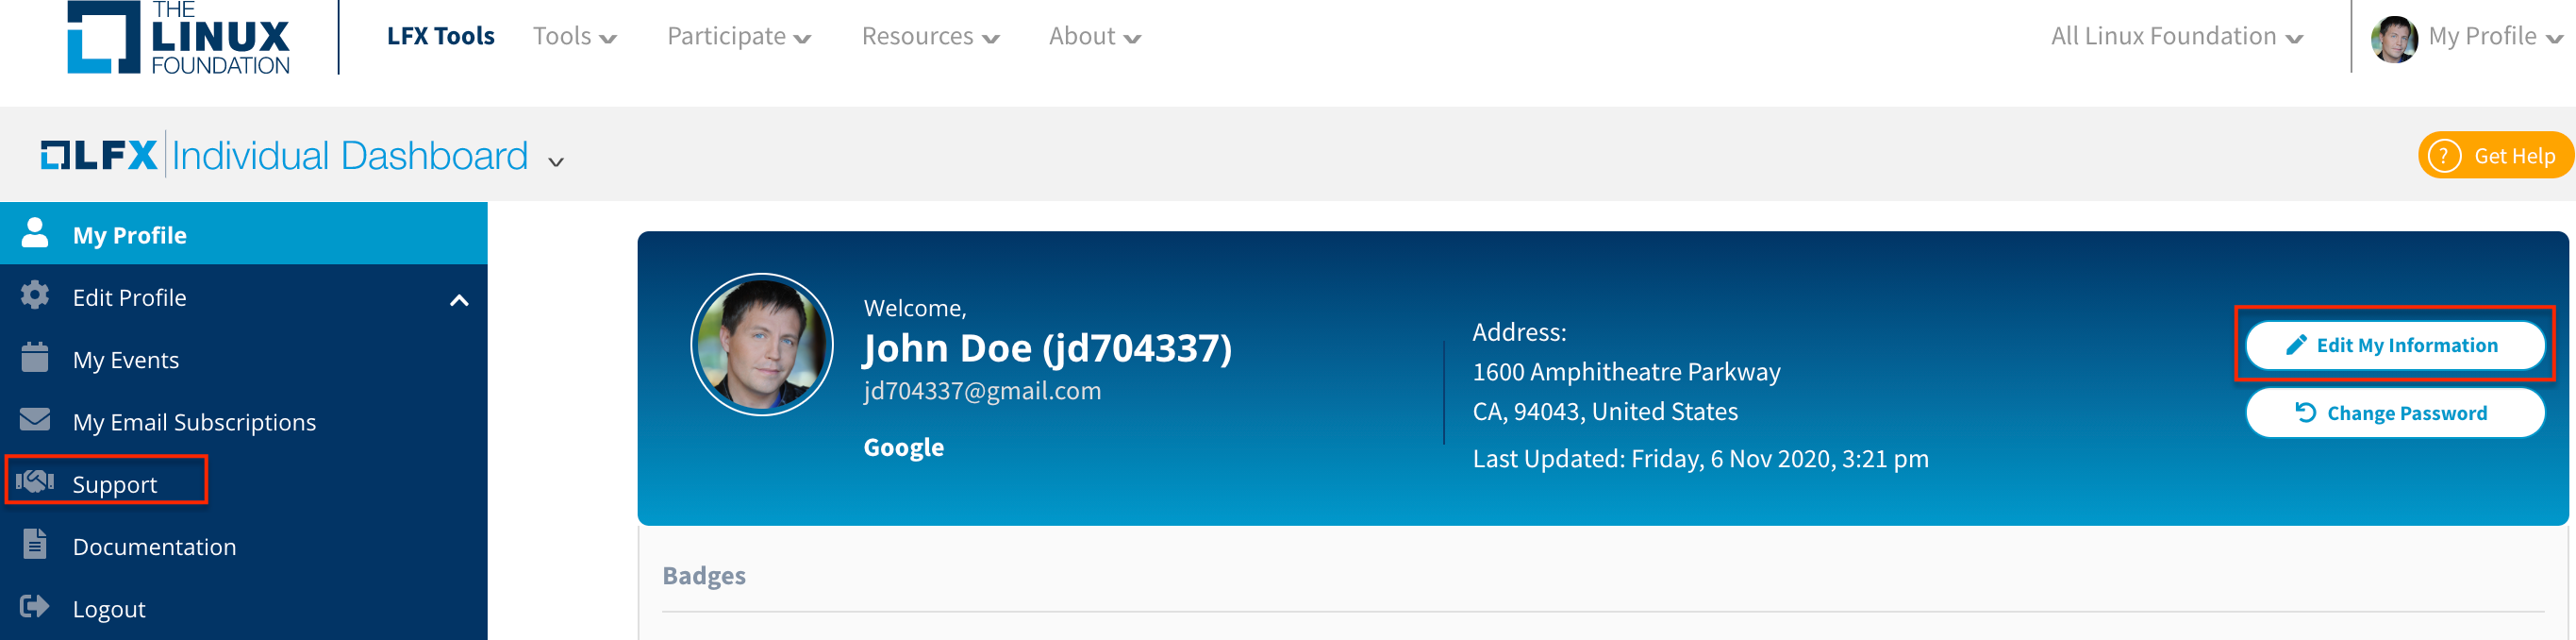 THE
LINUX
FOUNDATION
LFX Tools Tools Participate Resources About All Linux Foundation My Profile
LFX Individual Dashboard
? Get Help
My Profile
Edit Profile
My Events
My Email Subscriptions
Support
Documentation
Logout
Welcome,
John Doe (jd704337)
jd704337@gmail.com
Google
Address:
1600 Amphitheatre Parkway
CA, 94043, United States
Last Updated: Friday, 6 Nov 2020, 3:21 pm
Edit My Information
Change Password
Badges